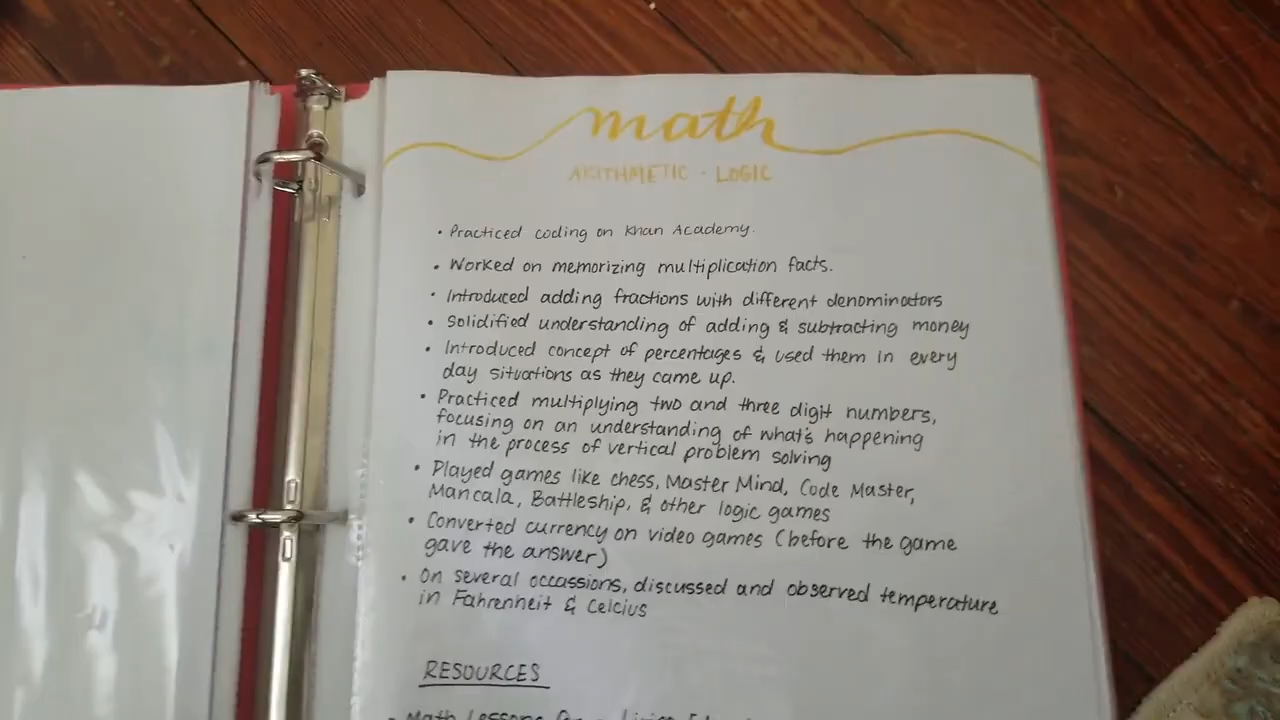 math
ARITHMETIC · LOGIC
• Practiced coding on Khan Academy.
• Worked on memorizing multiplication facts.
• Introduced adding fractions with different denominators
• Solidified understanding of adding & subtracting money
• Introduced concept of percentages & used them in every
day situations as they came up.
• Practiced multiplying two and three digit numbers,
focusing on an understanding of what's happening
in the process of vertical problem solving
• Played games like chess, Master Mind, Code Master,
Mancala, Battleship, & other logic games
• Converted currency on video games (before the game
gave the answer)
• On several occassions, discussed and observed temperature
in Fahrenheit & Celcius
RESOURCES
• Math Lessons